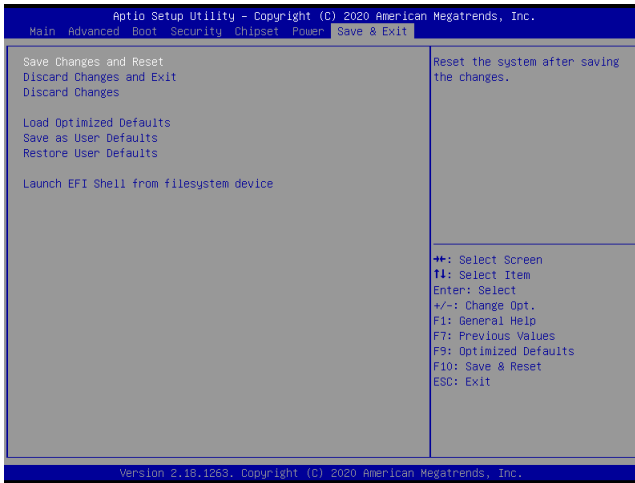 Aptio Setup Utility – Copyright (C) 2020 American Megatrends, Inc.
Main Advanced Boot Security Chipset Power Save & Exit
Save Changes and Reset
Discard Changes and Exit
Discard Changes
Load Optimized Defaults
Save as User Defaults
Restore User Defaults
Launch EFI Shell from filesystem device
Reset the system after saving
the changes.
→←: Select Screen
↑↓: Select Item
Enter: Select
+/-: Change Opt.
F1: General Help
F7: Previous Values
F9: Optimized Defaults
F10: Save & Reset
ESC: Exit
Version 2.18.1263. Copyright (C) 2020 American Megatrends, Inc.